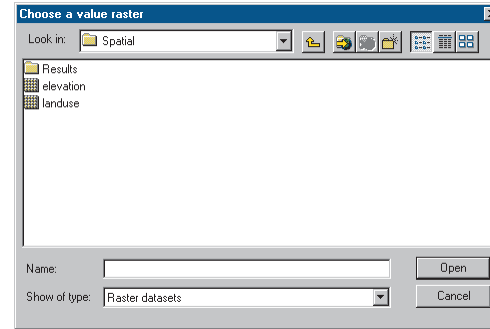 Choose a value raster
Look in: Spatial
Results
elevation
landuse
Name: Open
Show of type: Raster datasets Cancel